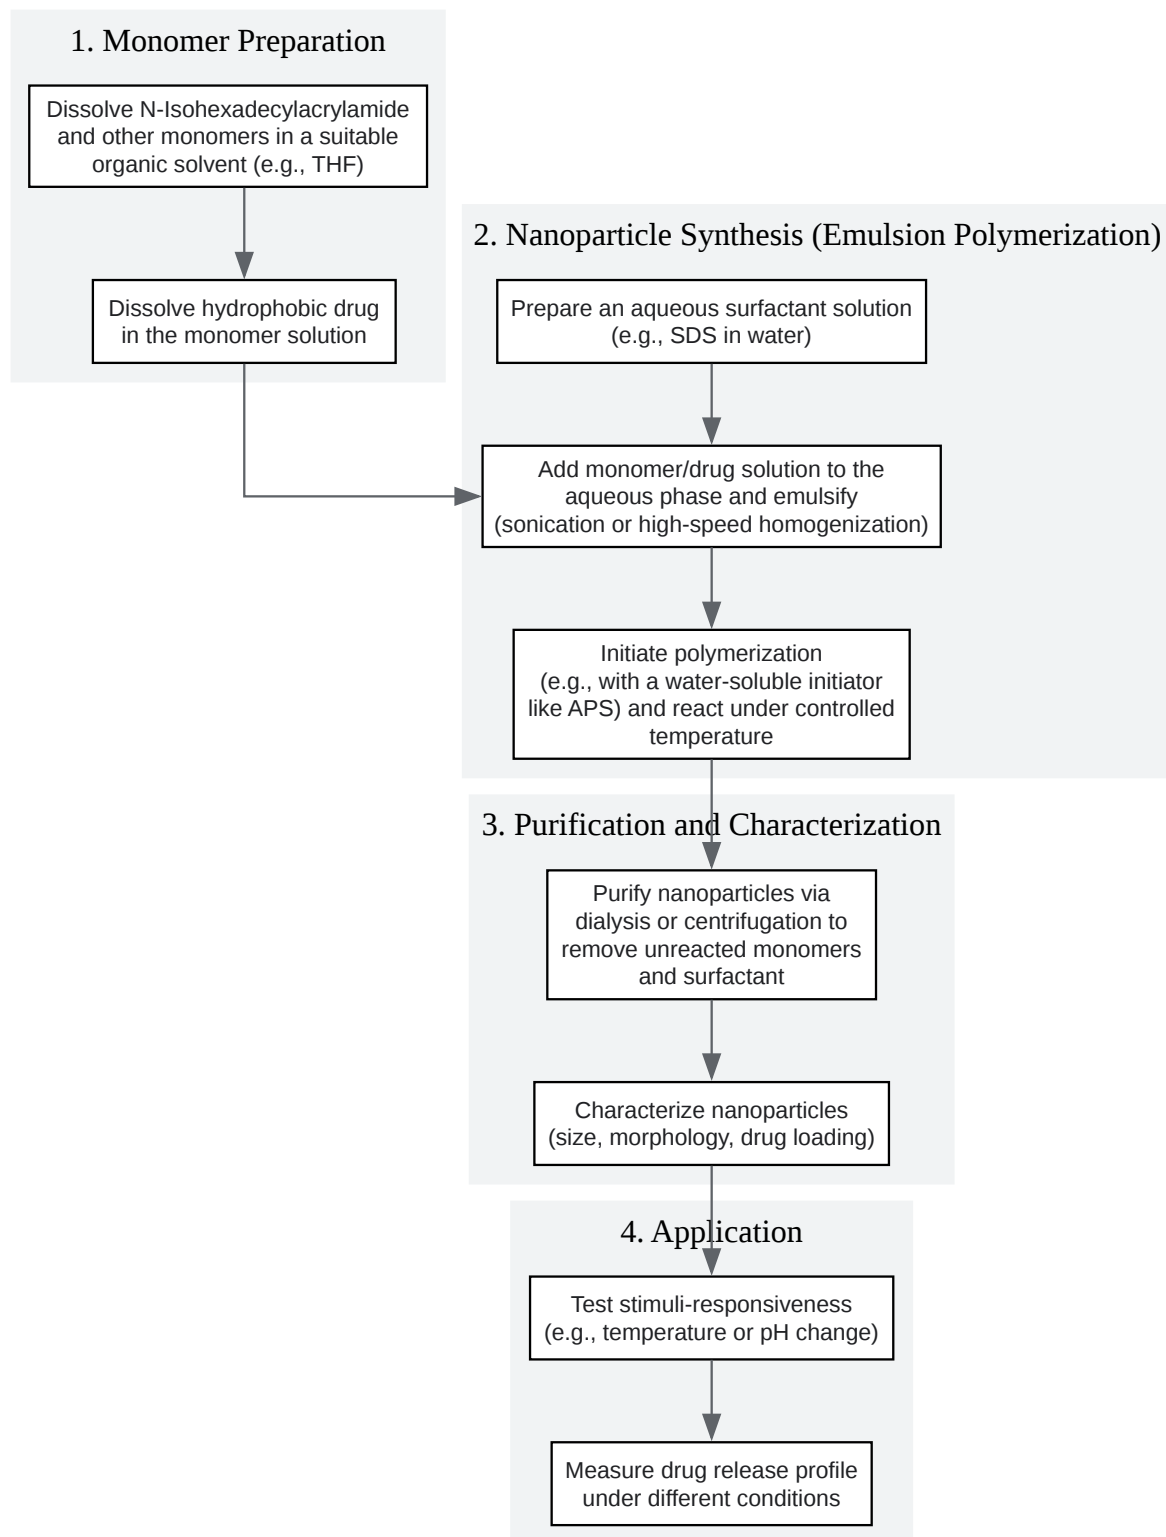 1. Monomer Preparation
Dissolve N-Isohexadecylacrylamide
and other monomers in a suitable
organic solvent (e.g., THF)
Dissolve hydrophobic drug
in the monomer solution
2. Nanoparticle Synthesis (Emulsion Polymerization)
Prepare an aqueous surfactant solution
(e.g., SDS in water)
Add monomer/drug solution to the
aqueous phase and emulsify
(sonication or high-speed homogenization)
Initiate polymerization
(e.g., with a water-soluble initiator
like APS) and react under controlled
temperature
3. Purification and Characterization
Purify nanoparticles via
dialysis or centrifugation to
remove unreacted monomers
and surfactant
Characterize nanoparticles
(size, morphology, drug loading)
4. Application
Test stimuli-responsiveness
(e.g., temperature or pH change)
Measure drug release profile
under different conditions